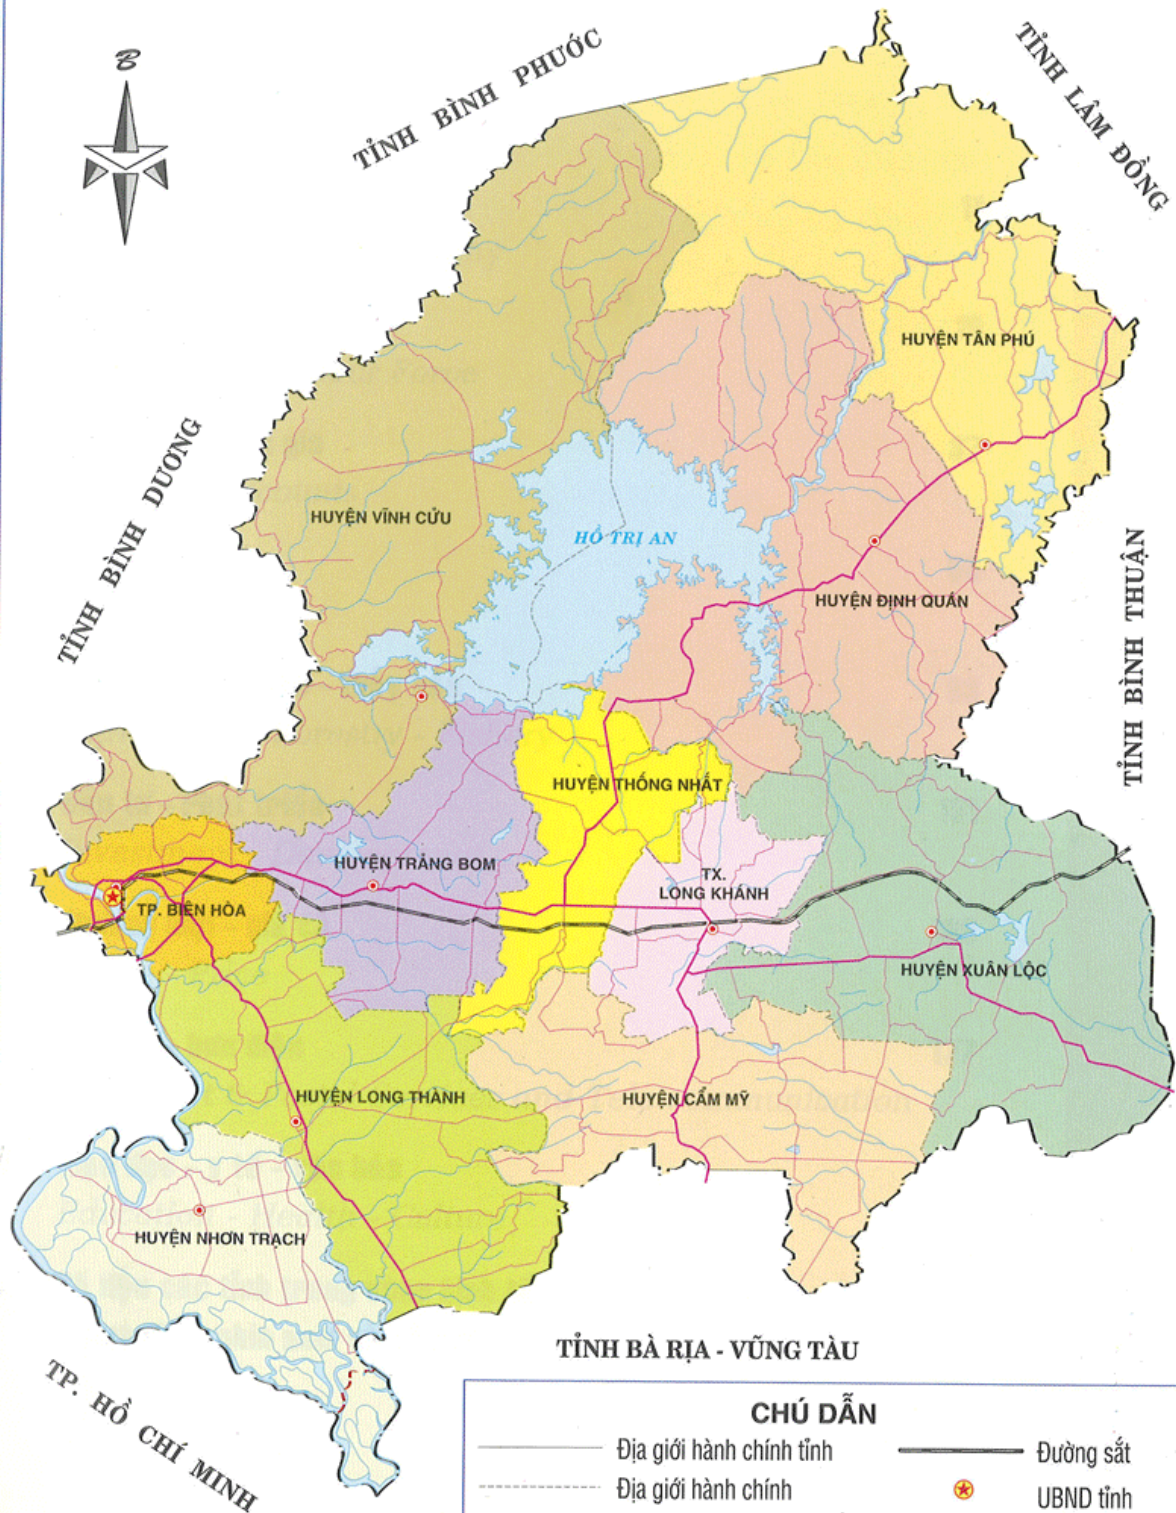 B
TỈNH BÌNH PHƯỚC
TỈNH LÂM ĐỒNG
HUYỆN TÂN PHÚ
TỈNH BÌNH DƯƠNG
HUYỆN VĨNH CỬU
HỒ TRỊ AN
TỈNH BÌNH THUẬN
HUYỆN ĐỊNH QUÁN
HUYỆN THỐNG NHẤT
HUYỆN TRẢNG BOM
TX.
LONG KHÁNH
TP. BIÊN HÒA
HUYỆN XUÂN LỘC
HUYỆN LONG THÀNH
HUYỆN CẨM MỸ
HUYỆN NHƠN TRẠCH
TỈNH BÀ RỊA - VŨNG TÀU
TP. HỒ CHÍ MINH
CHÚ DẪN
Địa giới hành chính tỉnh
Đường sắt
Địa giới hành chính
UBND tỉnh